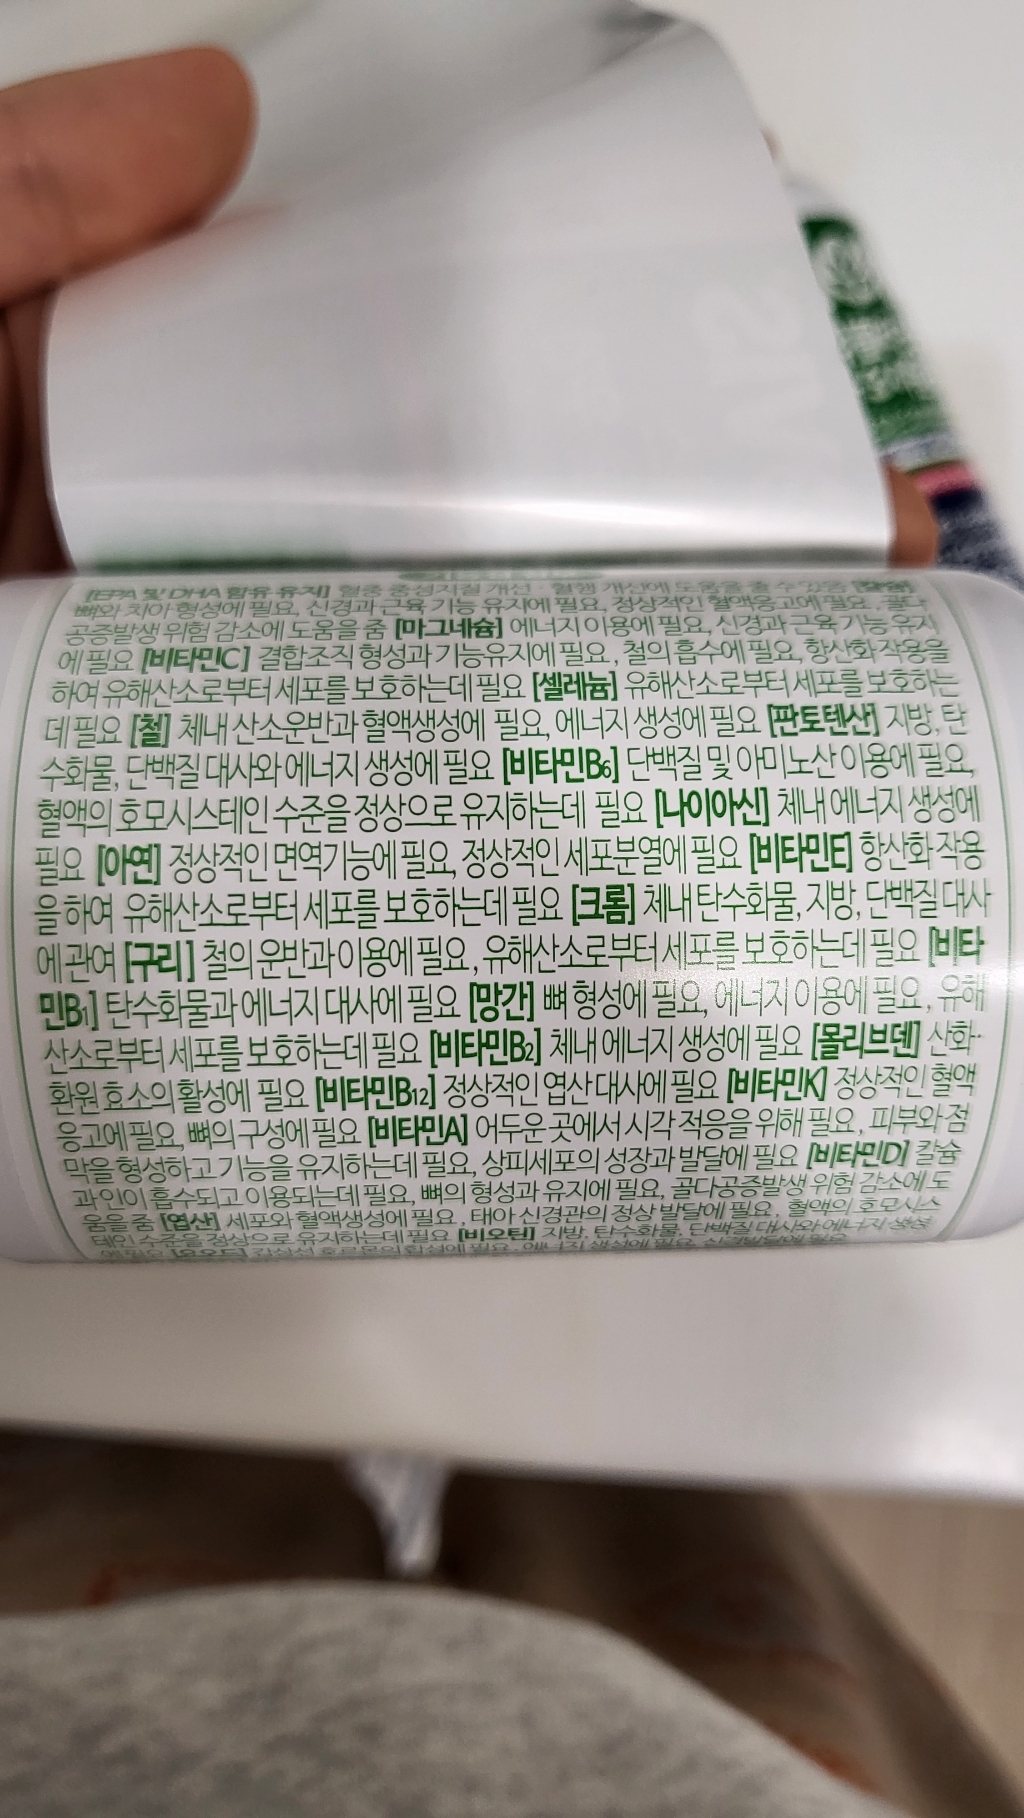 [EPA 및 DHA 함유 유지] 혈중 중성지질 개선 · 혈행 개선에 도움을 줄 수 있음 [칼슘]
뼈와 치아 형성에 필요, 신경과 근육 기능 유지에 필요, 정상적인 혈액응고에 필요, 골다
공증발생 위험 감소에 도움을 줌 [마그네슘] 에너지 이용에 필요, 신경과 근육 기능 유지
에 필요 [비타민C] 결합조직 형성과 기능유지에 필요, 철의 흡수에 필요, 항산화 작용을
하여 유해산소로부터 세포를 보호하는데 필요 [셀레늄] 유해산소로부터 세포를 보호하는
데 필요 [철] 체내 산소운반과 혈액생성에 필요, 에너지 생성에 필요 [판토텐산] 지방, 탄
수화물, 단백질 대사와 에너지 생성에 필요 [비타민B6] 단백질 및 아미노산 이용에 필요,
혈액의 호모시스테인 수준을 정상으로 유지하는데 필요 [나이아신] 체내 에너지 생성에
필요 [아연] 정상적인 면역기능에 필요, 정상적인 세포분열에 필요 [비타민E] 항산화 작용
을 하여 유해산소로부터 세포를 보호하는데 필요 [크롬] 체내 탄수화물, 지방, 단백질 대사
에 관여 [구리] 철의 운반과 이용에 필요, 유해산소로부터 세포를 보호하는데 필요 [비타
민B1] 탄수화물과 에너지 대사에 필요 [망간] 뼈 형성에 필요, 에너지 이용에 필요, 유해
산소로부터 세포를 보호하는데 필요 [비타민B2] 체내 에너지 생성에 필요 [몰리브덴] 산화·
환원 효소의 활성에 필요 [비타민B12] 정상적인 엽산 대사에 필요 [비타민K] 정상적인 혈액
응고에 필요, 뼈의 구성에 필요 [비타민A] 어두운 곳에서 시각 적응을 위해 필요, 피부와 점
막을 형성하고 기능을 유지하는데 필요, 상피세포의 성장과 발달에 필요 [비타민D] 칼슘
과 인이 흡수되고 이용되는데 필요, 뼈의 형성과 유지에 필요, 골다공증발생 위험 감소에 도
움을 줌 [엽산] 세포와 혈액생성에 필요, 태아 신경관의 정상 발달에 필요, 혈액의 호모시스
테인 수준을 정상으로 유지하는데 필요 [비오틴] 지방, 탄수화물, 단백질 대사와 에너지 생성
에 필요 [요오드] 갑상선 호르몬의 합성에 필요, 에너지 생성에 필요, 신경발달에 필요